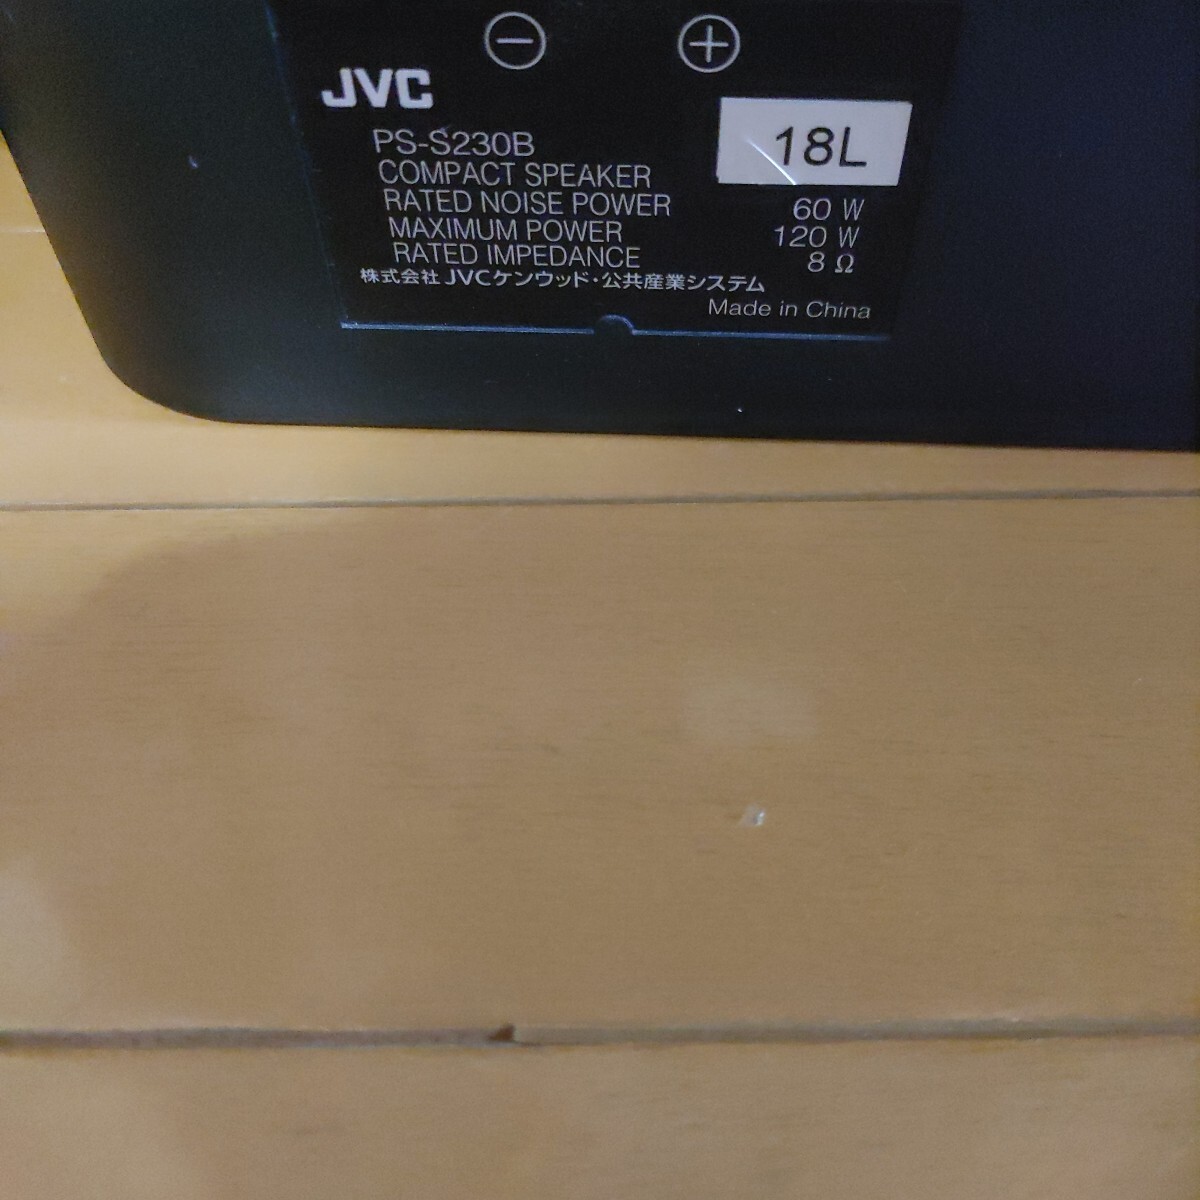 ⊖ ⊕
JVC
PS-S230B
18L
COMPACT SPEAKER
RATED NOISE POWER 60 W
MAXIMUM POWER 120 W
RATED IMPEDANCE 8 Ω
株式会社 JVCケンウッド・公共産業システム
Made in China